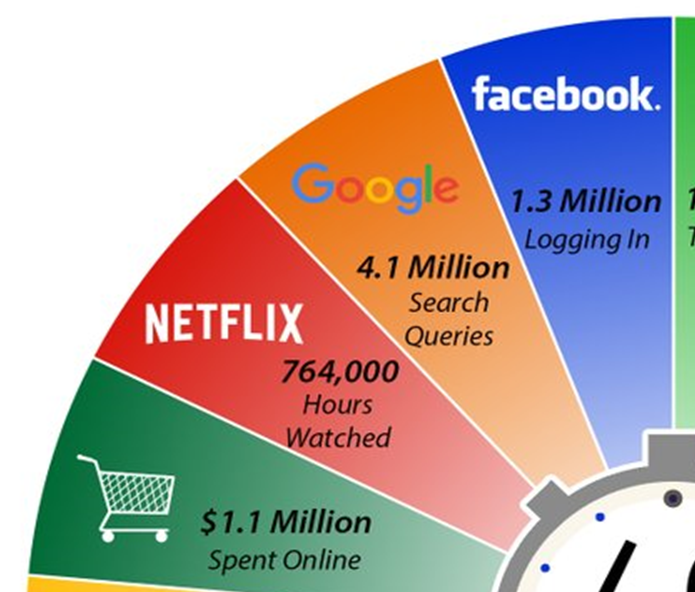 facebook.
1.3 Million
Logging In
Google
4.1 Million
Search
Queries
NETFLIX
764,000
Hours
Watched
$1.1 Million
Spent Online